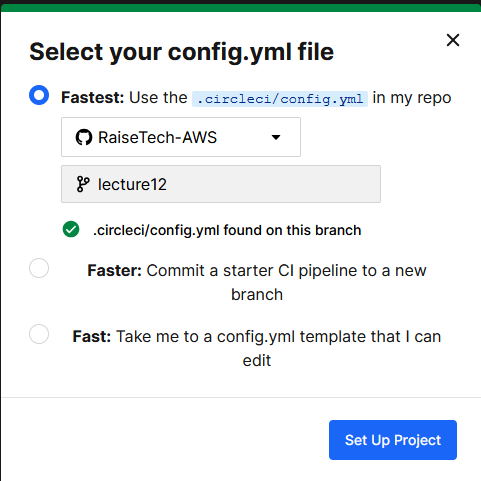 Select your config.yml file
Fastest: Use the .circleci/config.yml in my repo
RaiseTech-AWS
lecture12
.circleci/config.yml found on this branch
Faster: Commit a starter CI pipeline to a new
branch
Fast: Take me to a config.yml template that I can
edit
Set Up Project